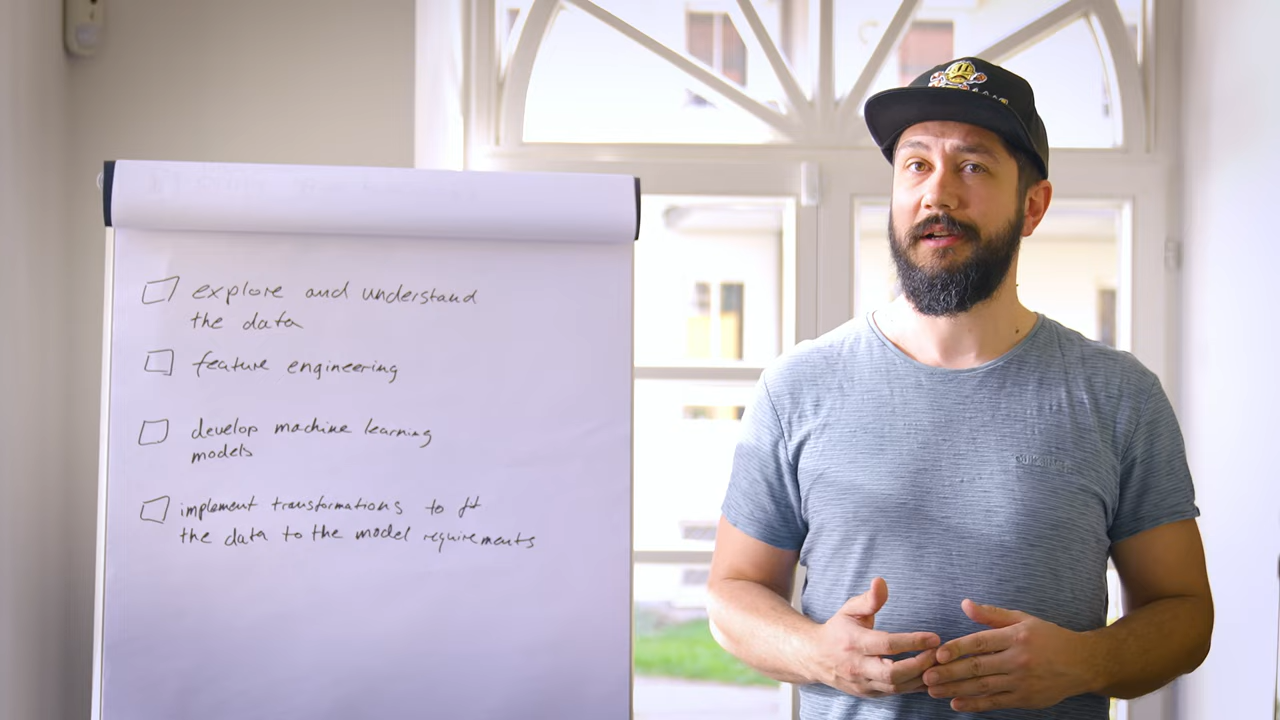 explore and understand
the data
feature engineering
develop machine learning
models
implement transformations to fit
the data to the model requirements